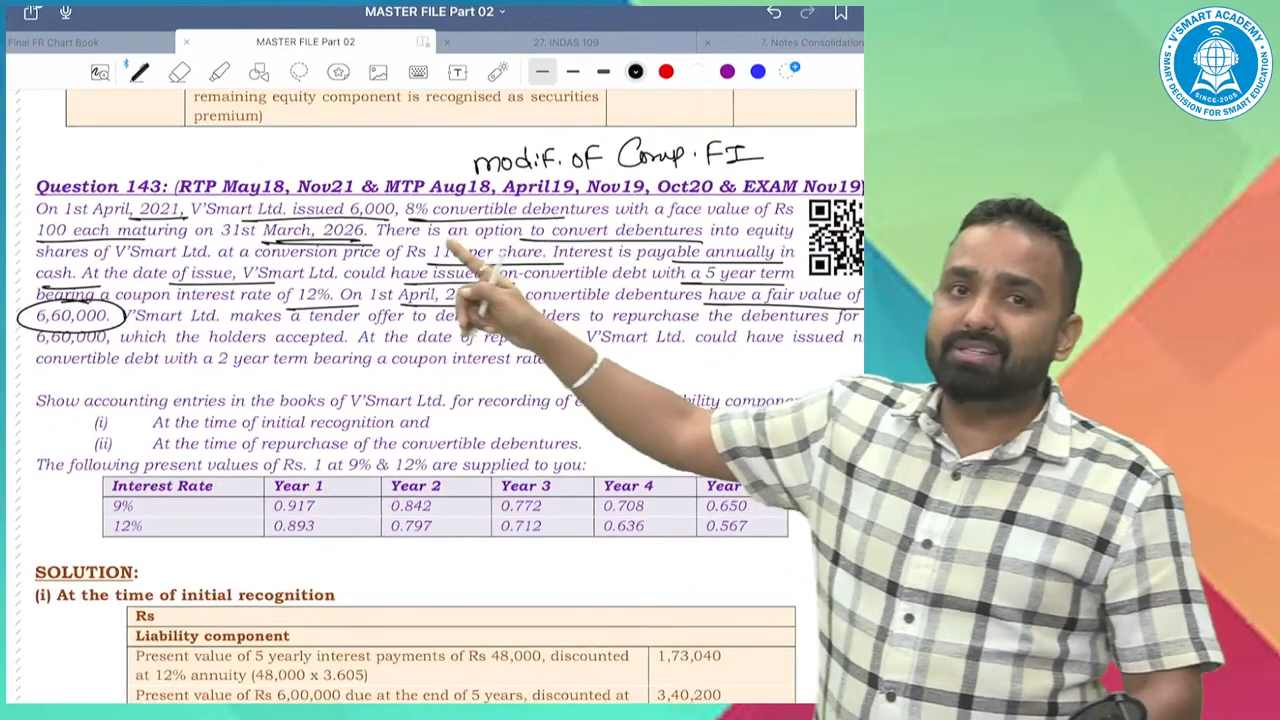 MASTER FILE Part 02
Final FR Chart Book
MASTER FILE Part 02
27. INDAS 109
7. Notes Consolidation
V'SMART ACADEMY
SMART DECISION FOR SMART EDUCATION
SINCE-2005
remaining equity component is recognised as securities
premium)
modif. of Comp. FI
Question 143: (RTP May18, Nov21 & MTP Aug18, April19, Nov19, Oct20 & EXAM Nov19)
On 1st April, 2021, V'Smart Ltd. issued 6,000, 8% convertible debentures with a face value of Rs
100 each maturing on 31st March, 2026. There is an option to convert debentures into equity
shares of V'Smart Ltd. at a conversion price of Rs per share. Interest is payable annually in
cash. At the date of issue, V'Smart Ltd. could have issued non-convertible debt with a 5 year term
bearing a coupon interest rate of 12%. On 1st April, convertible debentures have a fair value of
6,60,000. V'Smart Ltd. makes a tender offer to holders to repurchase the debentures for
6,60,000, which the holders accepted. At the date of V'Smart Ltd. could have issued
convertible debt with a 2 year term bearing a coupon interest rate
Show accounting entries in the books of V'Smart Ltd. for recording of
(i) At the time of initial recognition and
(ii) At the time of repurchase of the convertible debentures.
The following present values of Rs. 1 at 9% & 12% are supplied to you:
Interest Rate Year 1 Year 2 Year 3 Year 4 Year
9% 0.917 0.842 0.772 0.708 0.650
12% 0.893 0.797 0.712 0.636 0.567
SOLUTION:
(i) At the time of initial recognition
Rs
Liability component
Present value of 5 yearly interest payments of Rs 48,000, discounted 1,73,040
at 12% annuity (48,000 x 3.605)
Present value of Rs 6,00,000 due at the end of 5 years, discounted at 3,40,200